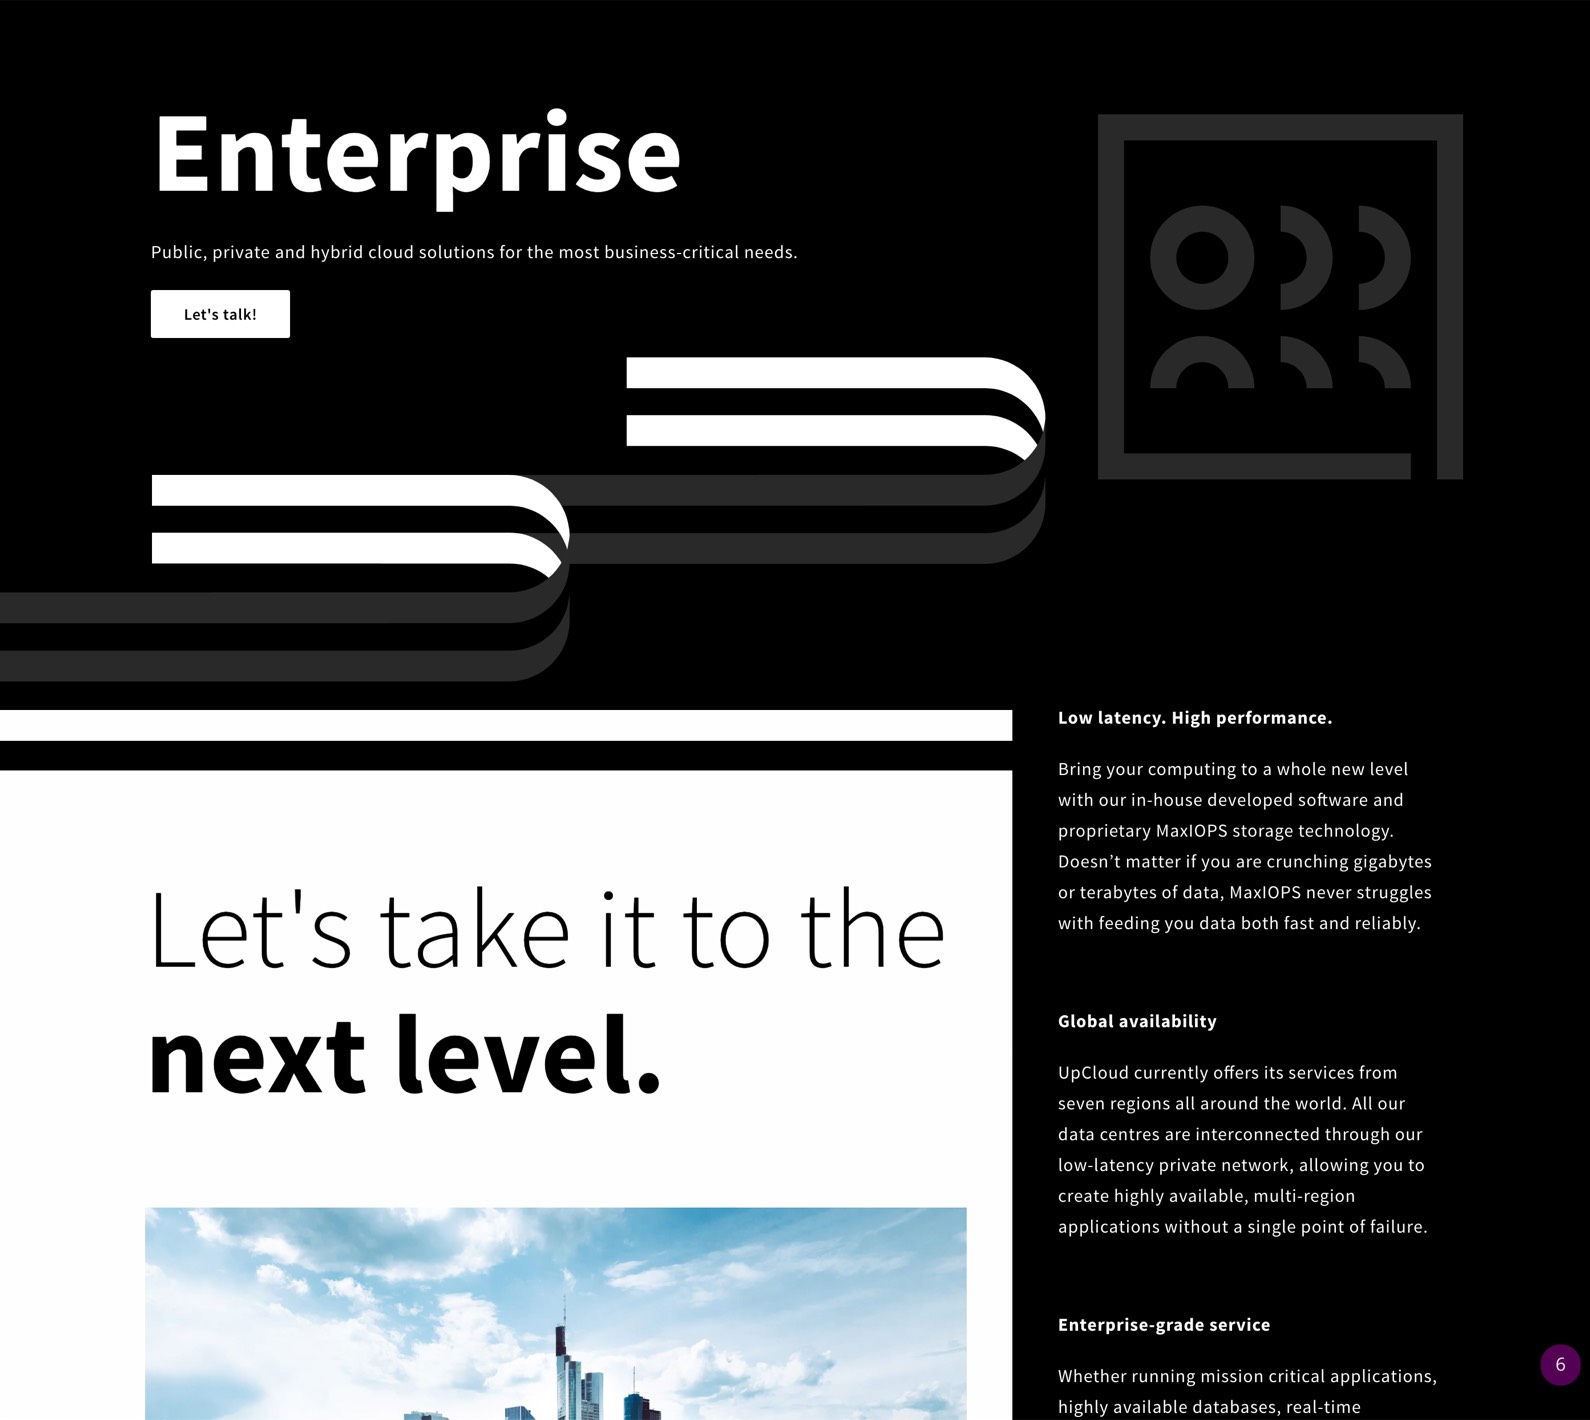 Enterprise
Public, private and hybrid cloud solutions for the most business-critical needs.
Let's talk!
Low latency. High performance.
Bring your computing to a whole new level
with our in-house developed software and
proprietary MaxIOPS storage technology.
Doesn’t matter if you are crunching gigabytes
or terabytes of data, MaxIOPS never struggles
with feeding you data both fast and reliably.
Let's take it to the
next level.
Global availability
UpCloud currently offers its services from
seven regions all around the world. All our
data centres are interconnected through our
low-latency private network, allowing you to
create highly available, multi-region
applications without a single point of failure.
Enterprise-grade service
Whether running mission critical applications,
highly available databases, real-time
6